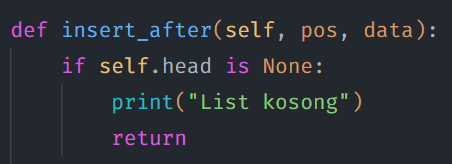 def insert_after(self, pos, data):
    if self.head is None:
        print("List kosong")
        return